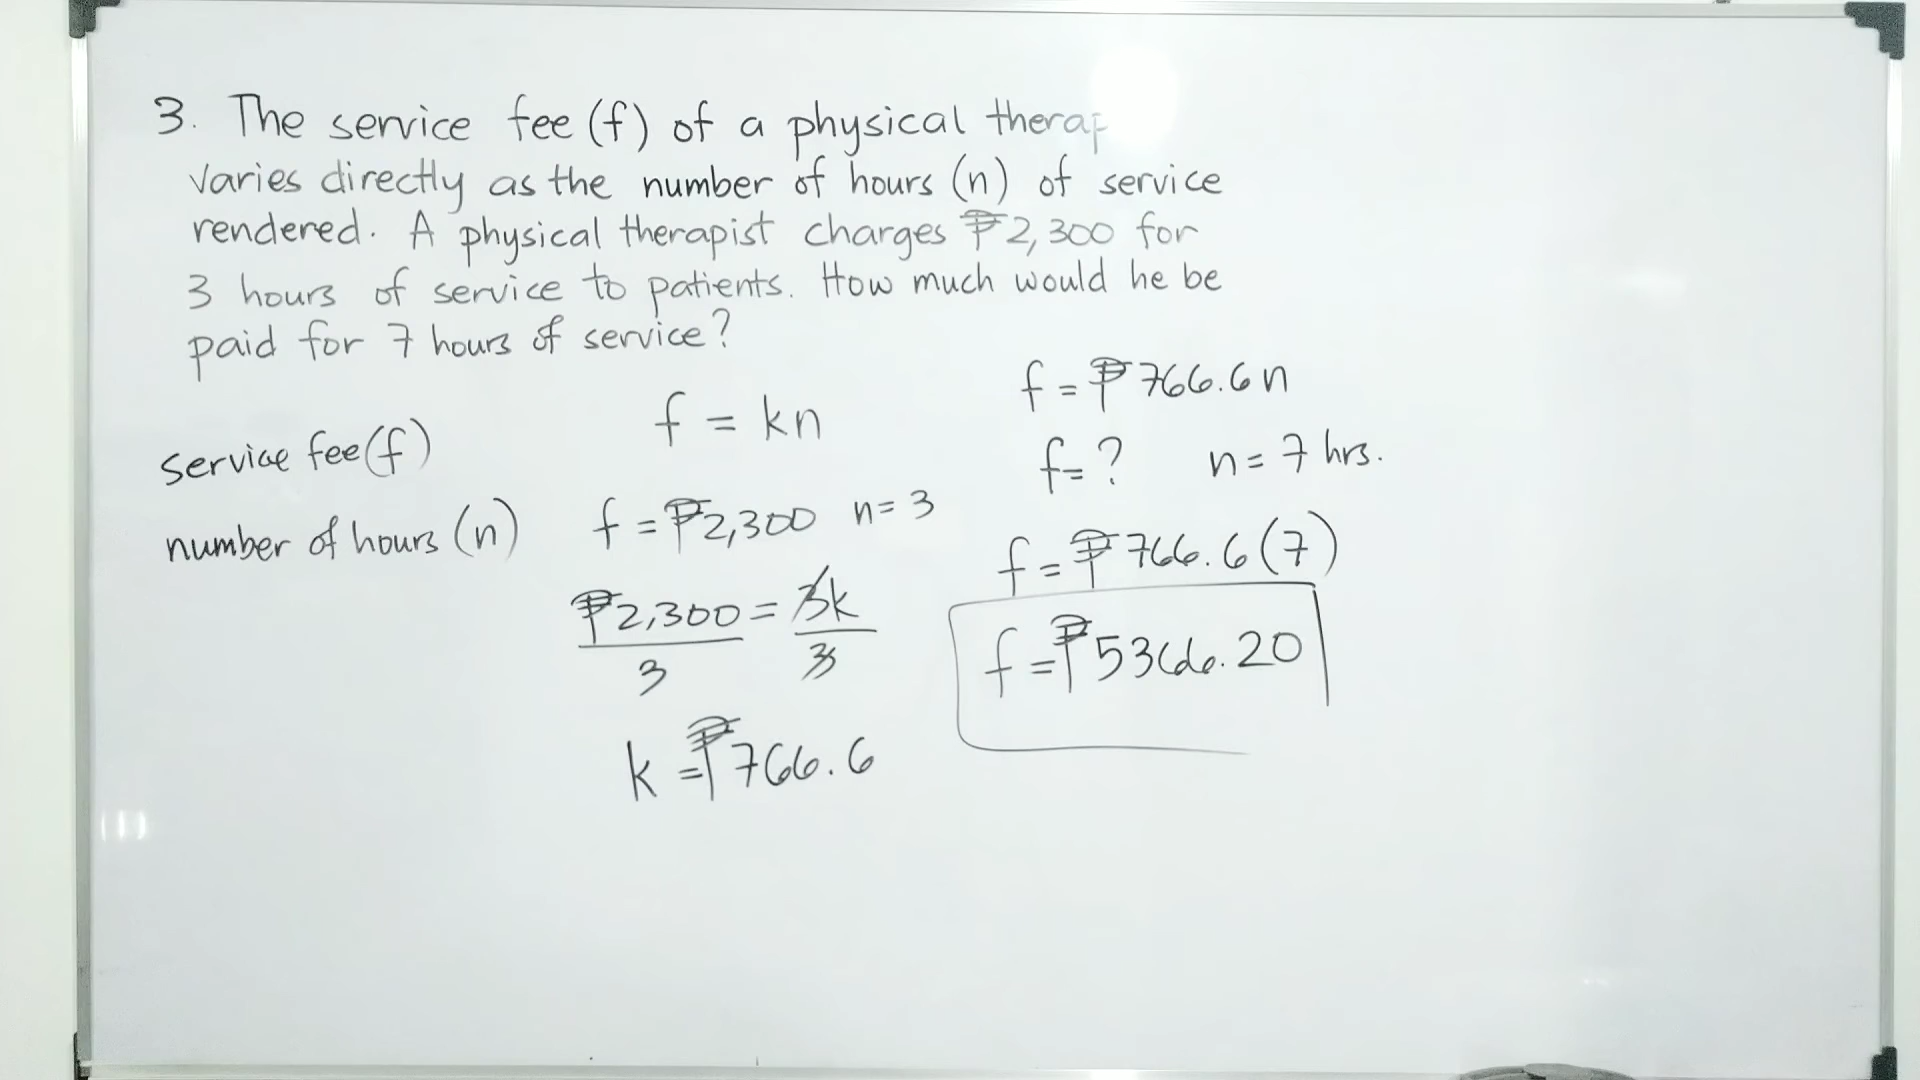 3. The service fee (f) of a physical
varies directly as the number of hours (n) of service
rendered. A physical therapist charges ₱2,300 for
3 hours of service to patients. How much would he be
paid for 7 hours of service?
service fee (f)
number of hours (n)
f = kn
f = ₱2,300 n = 3
₱2,300 = 3k
3 3
k = ₱766.6
f = ₱766.6n
f = ? n = 7 hrs.
f = ₱766.6(7)
f = ₱5366.20